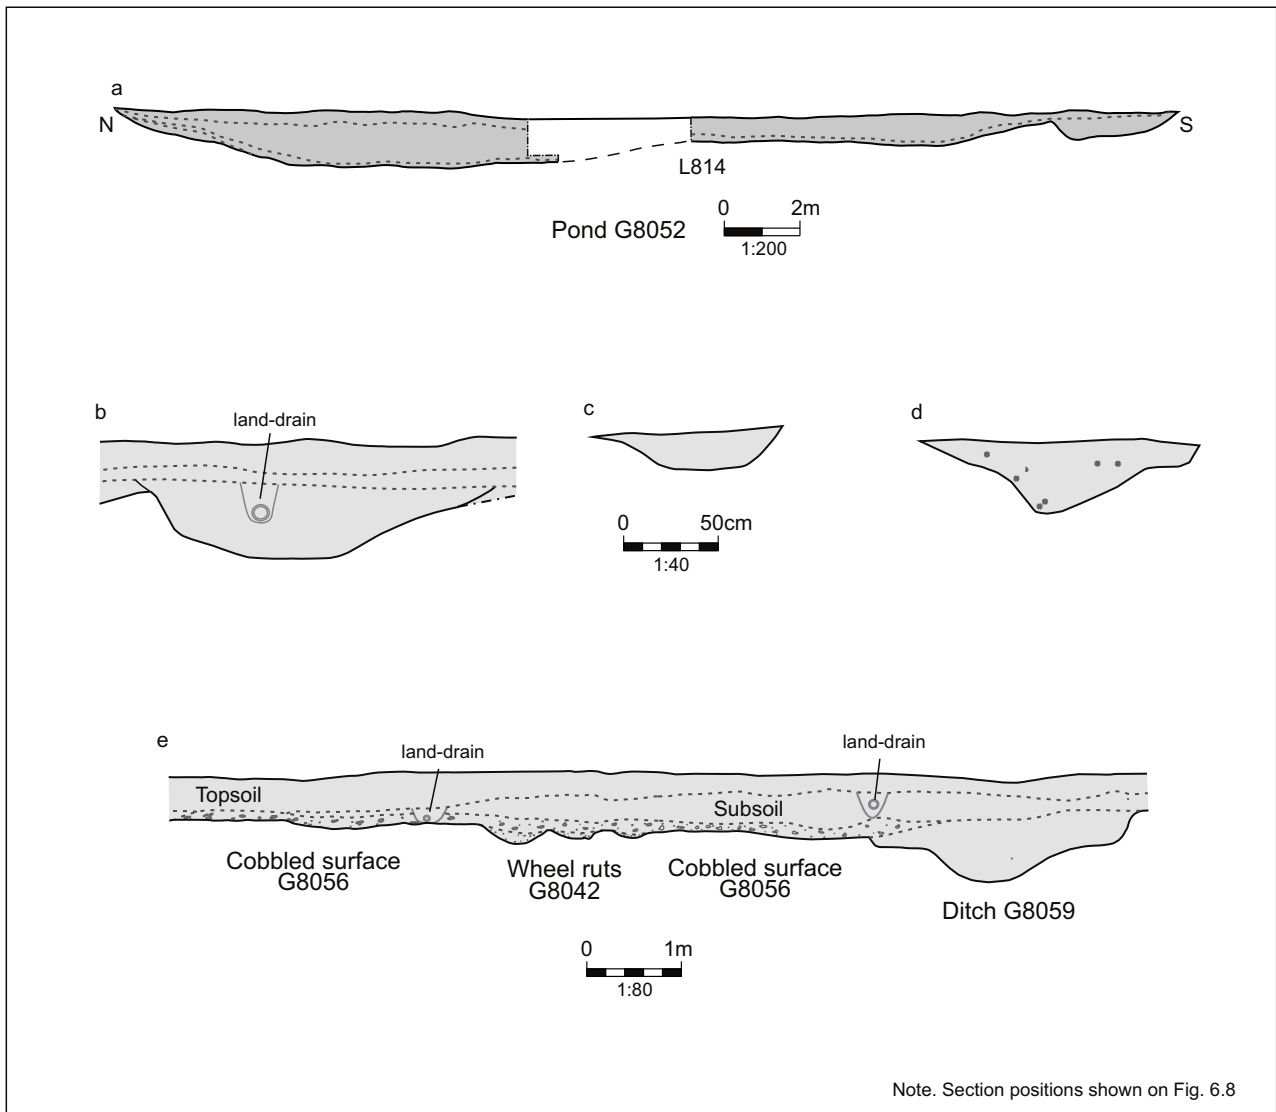 a
N
S
L814
Pond G8052
0 2m
1:200
b
land-drain
c
d
0 50cm
1:40
e
land-drain
land-drain
Topsoil
Subsoil
Cobbled surface
G8056
Wheel ruts
G8042
Cobbled surface
G8056
Ditch G8059
0 1m
1:80
Note. Section positions shown on Fig. 6.8